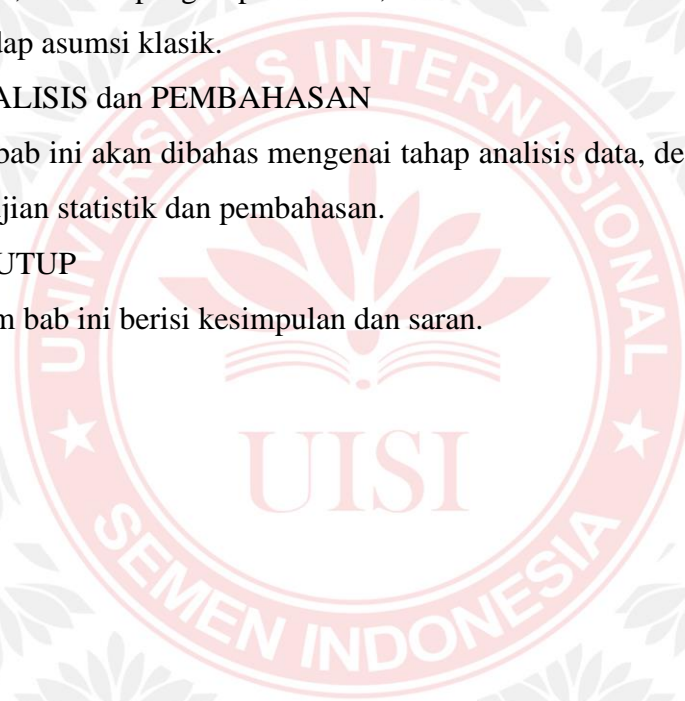 dap asumsi klasik.
ALISIS dan PEMBAHASAN
bab ini akan dibahas mengenai tahap analisis data, de
jian statistik dan pembahasan.
UTUP
m bab ini berisi kesimpulan dan saran.
UNIVERSITAS INTERNASIONAL
UISI
SEMEN INDONESIA